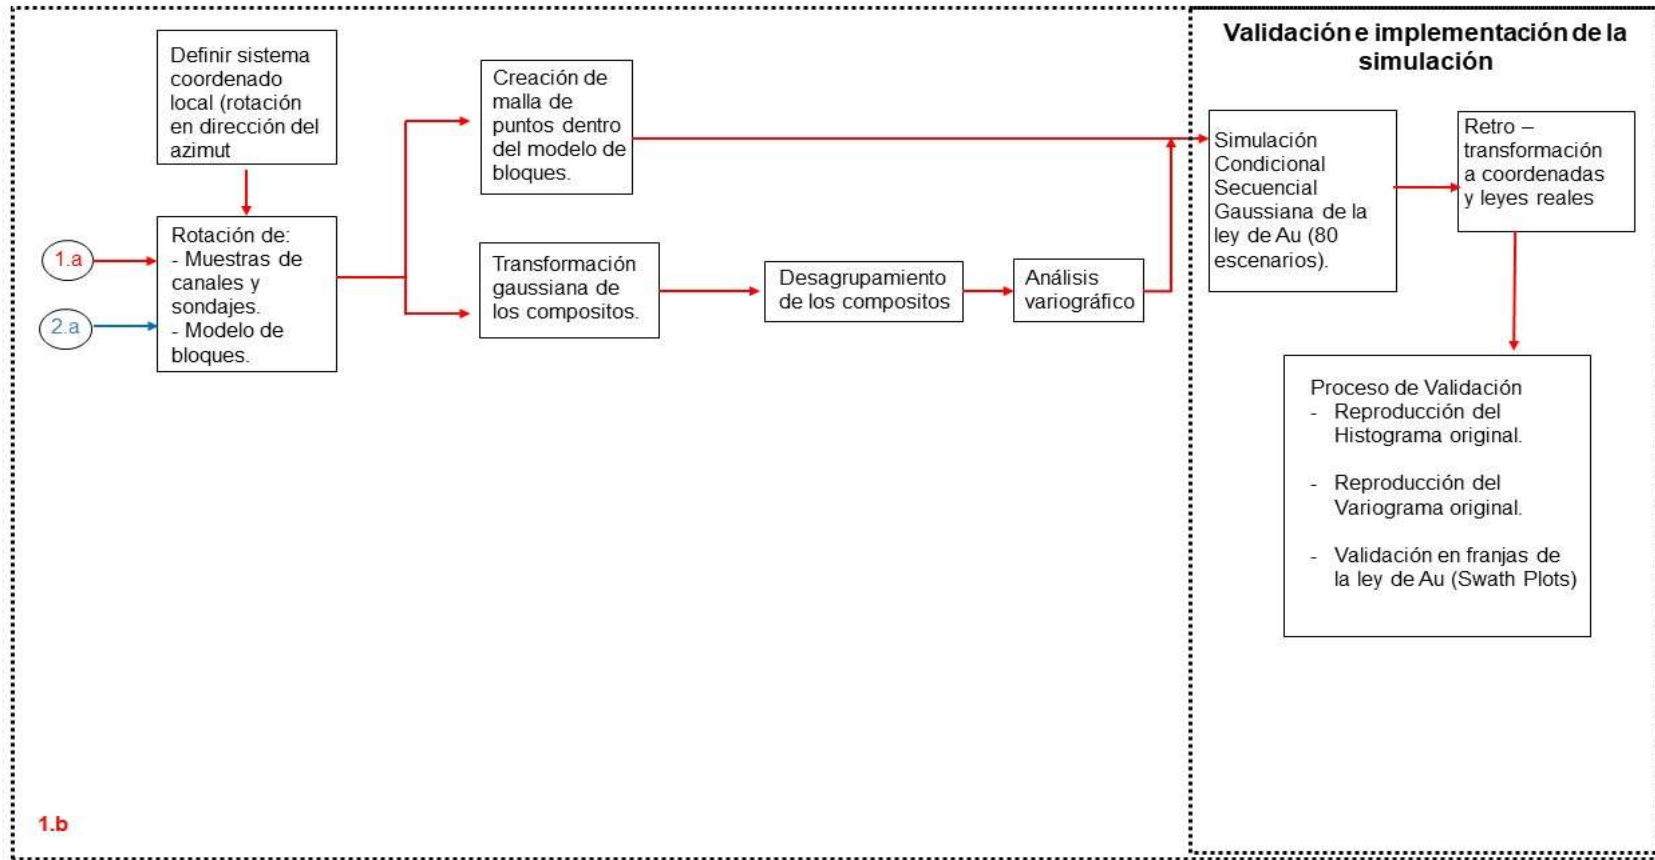 Definir sistema
coordenado
local (rotación
en dirección del
azimut
1.a
2.a
Rotación de:
- Muestras de
canales y
sondajes.
- Modelo de
bloques.
Creación de
malla de
puntos dentro
del modelo de
bloques.
Transformación
gaussiana de
los compositos.
Desagrupamiento
de los compositos
Análisis
variográfico
1.b
Validación e implementación de la
simulación
Simulación
Condicional
Secuencial
Gaussiana de la
ley de Au (80
escenarios).
Retro –
transformación
a coordenadas
y leyes reales
Proceso de Validación
- Reproducción del
Histograma original.
- Reproducción del
Variograma original.
- Validación en franjas de
la ley de Au (Swath Plots)